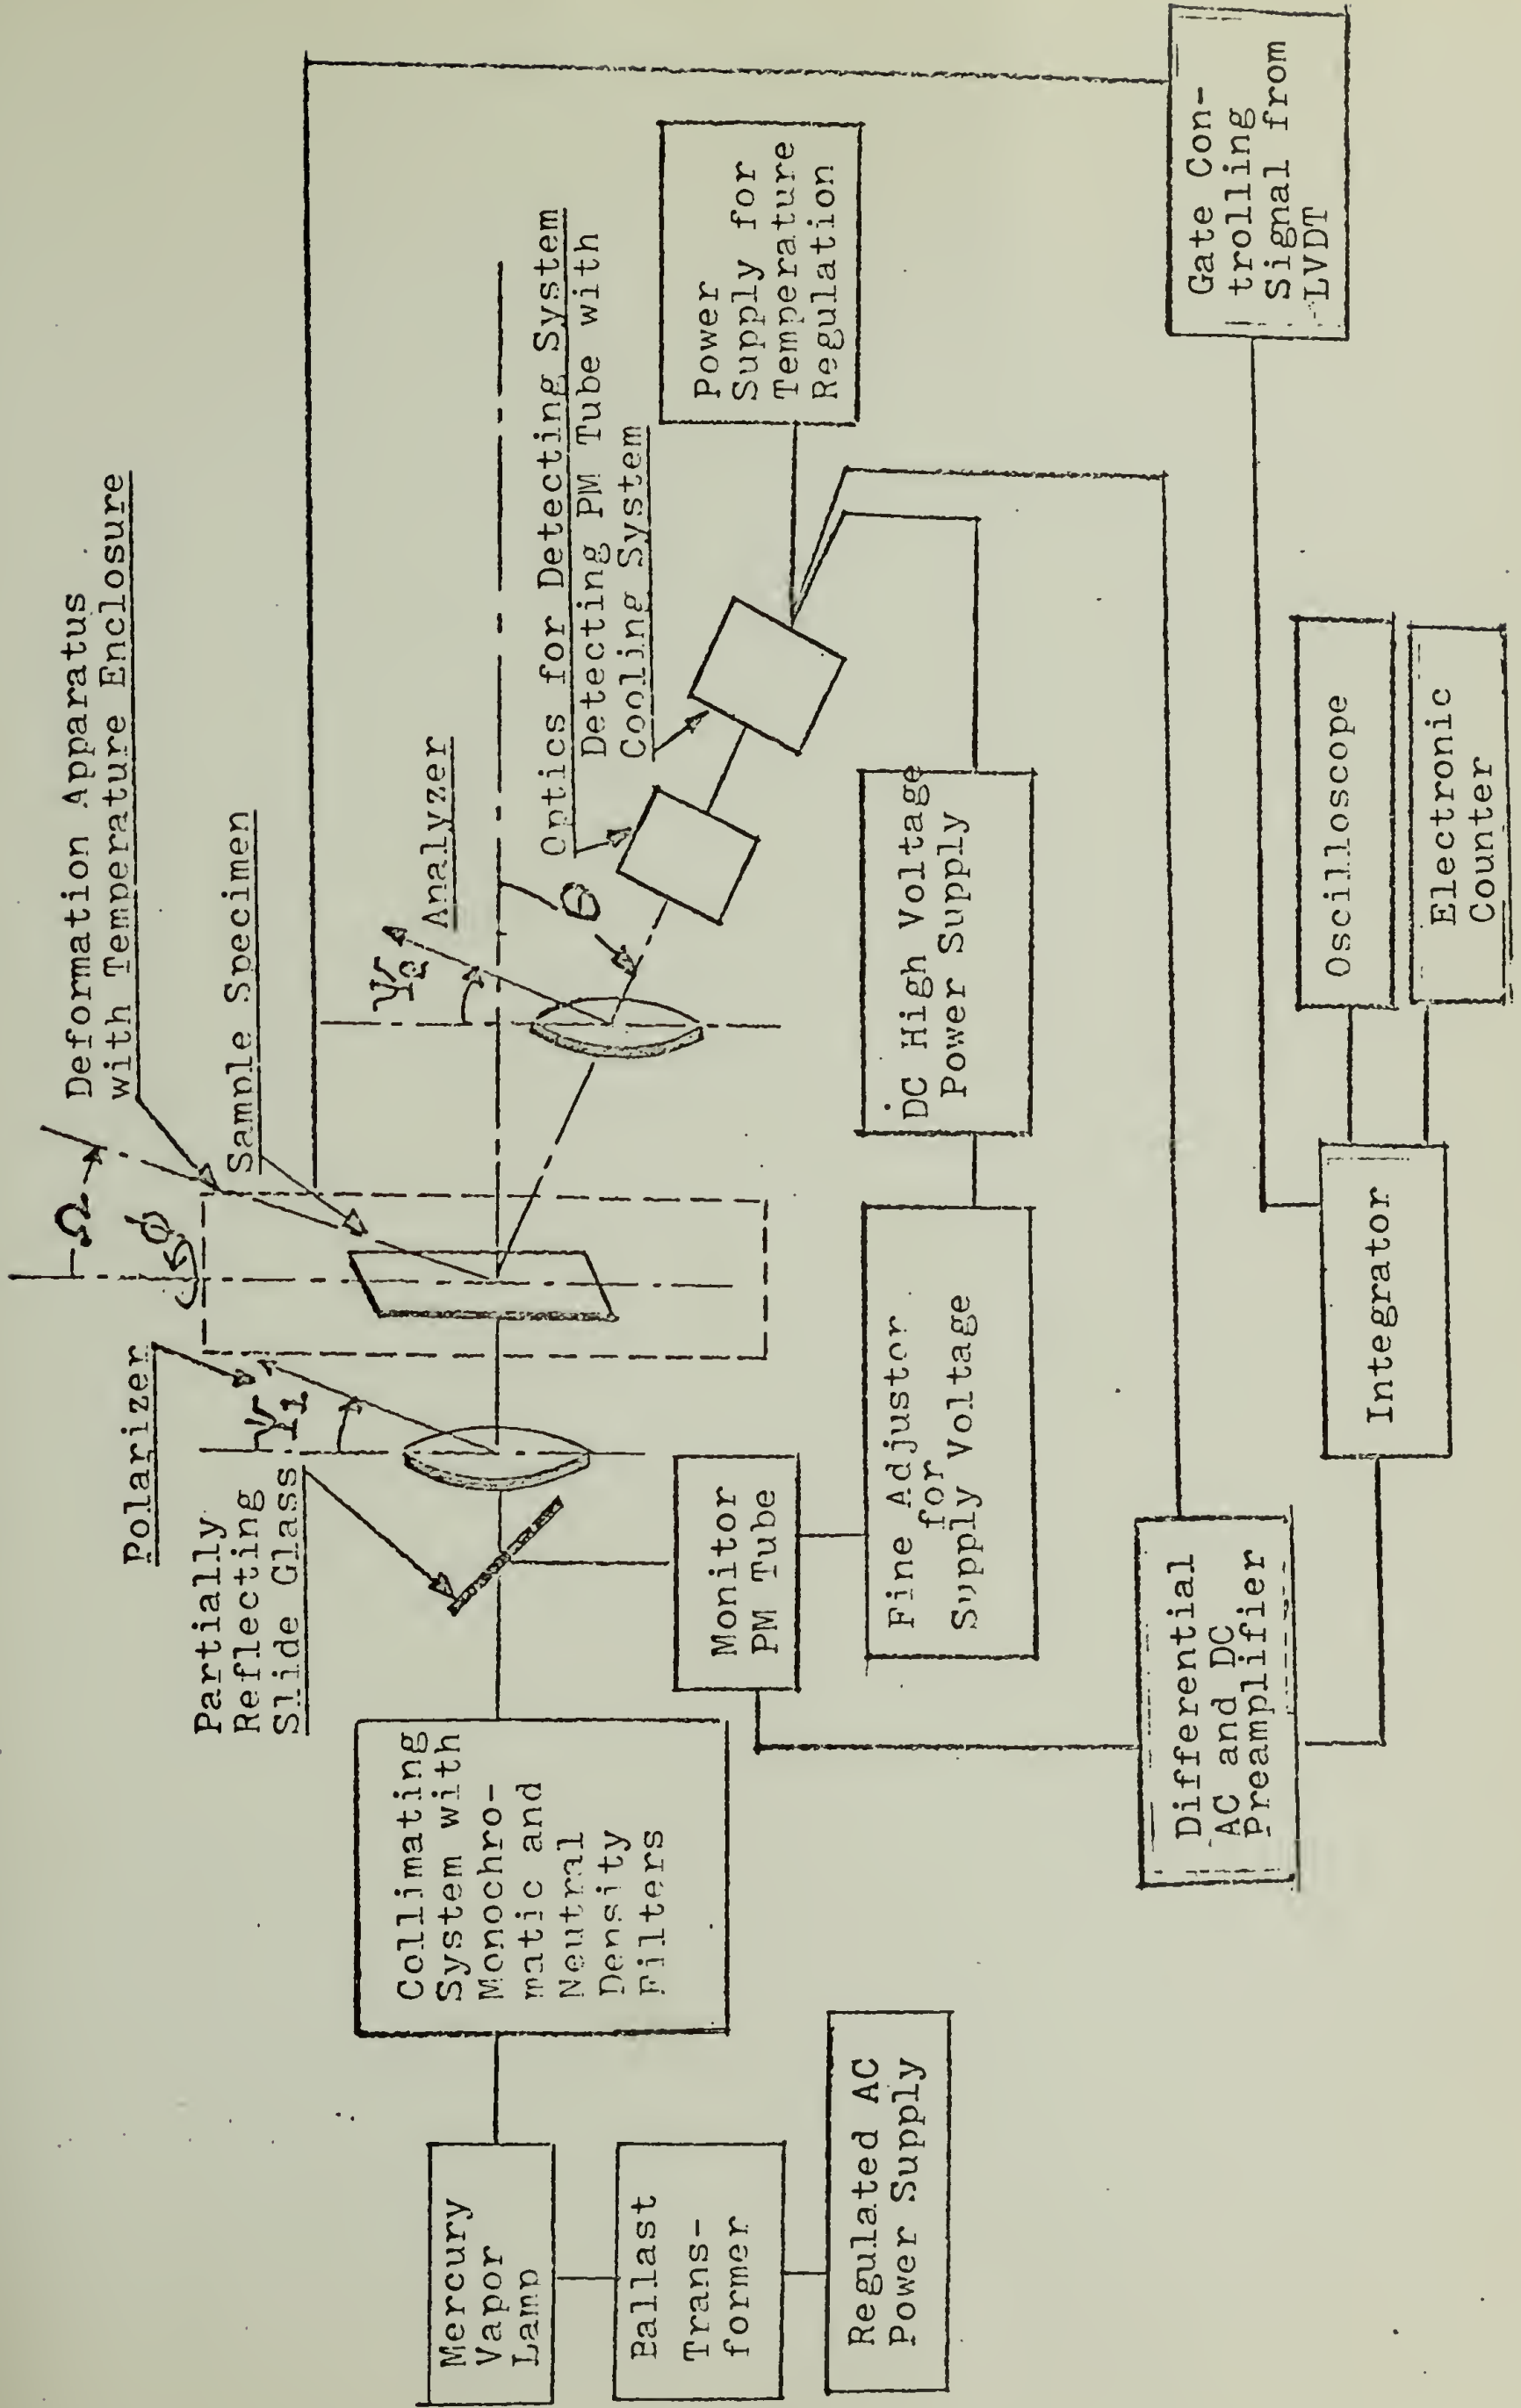 Deformation Apparatus
with Temperature Enclosure
Ω
Sample Specimen
ϕ
Polarizer
Partially
Reflecting
Slide Glass
Ψ1
Ψ2
Analyzer
θ
Optics for Detecting System
Detecting PM Tube with
Cooling System
Power
Supply for
Temperature
Regulation
Mercury
Vapor
Lamp
Collimating
System with
Monochro-
matic and
Neutral
Density
Filters
Ballast
Trans-
former
Regulated AC
Power Supply
Monitor
PM Tube
Fine Adjustor
for
Supply Voltage
DC High Voltage
Power Supply
Differential
AC and DC
Preamplifier
Integrator
Oscilloscope
Electronic
Counter
Gate Con-
trolling
Signal from
LVDT